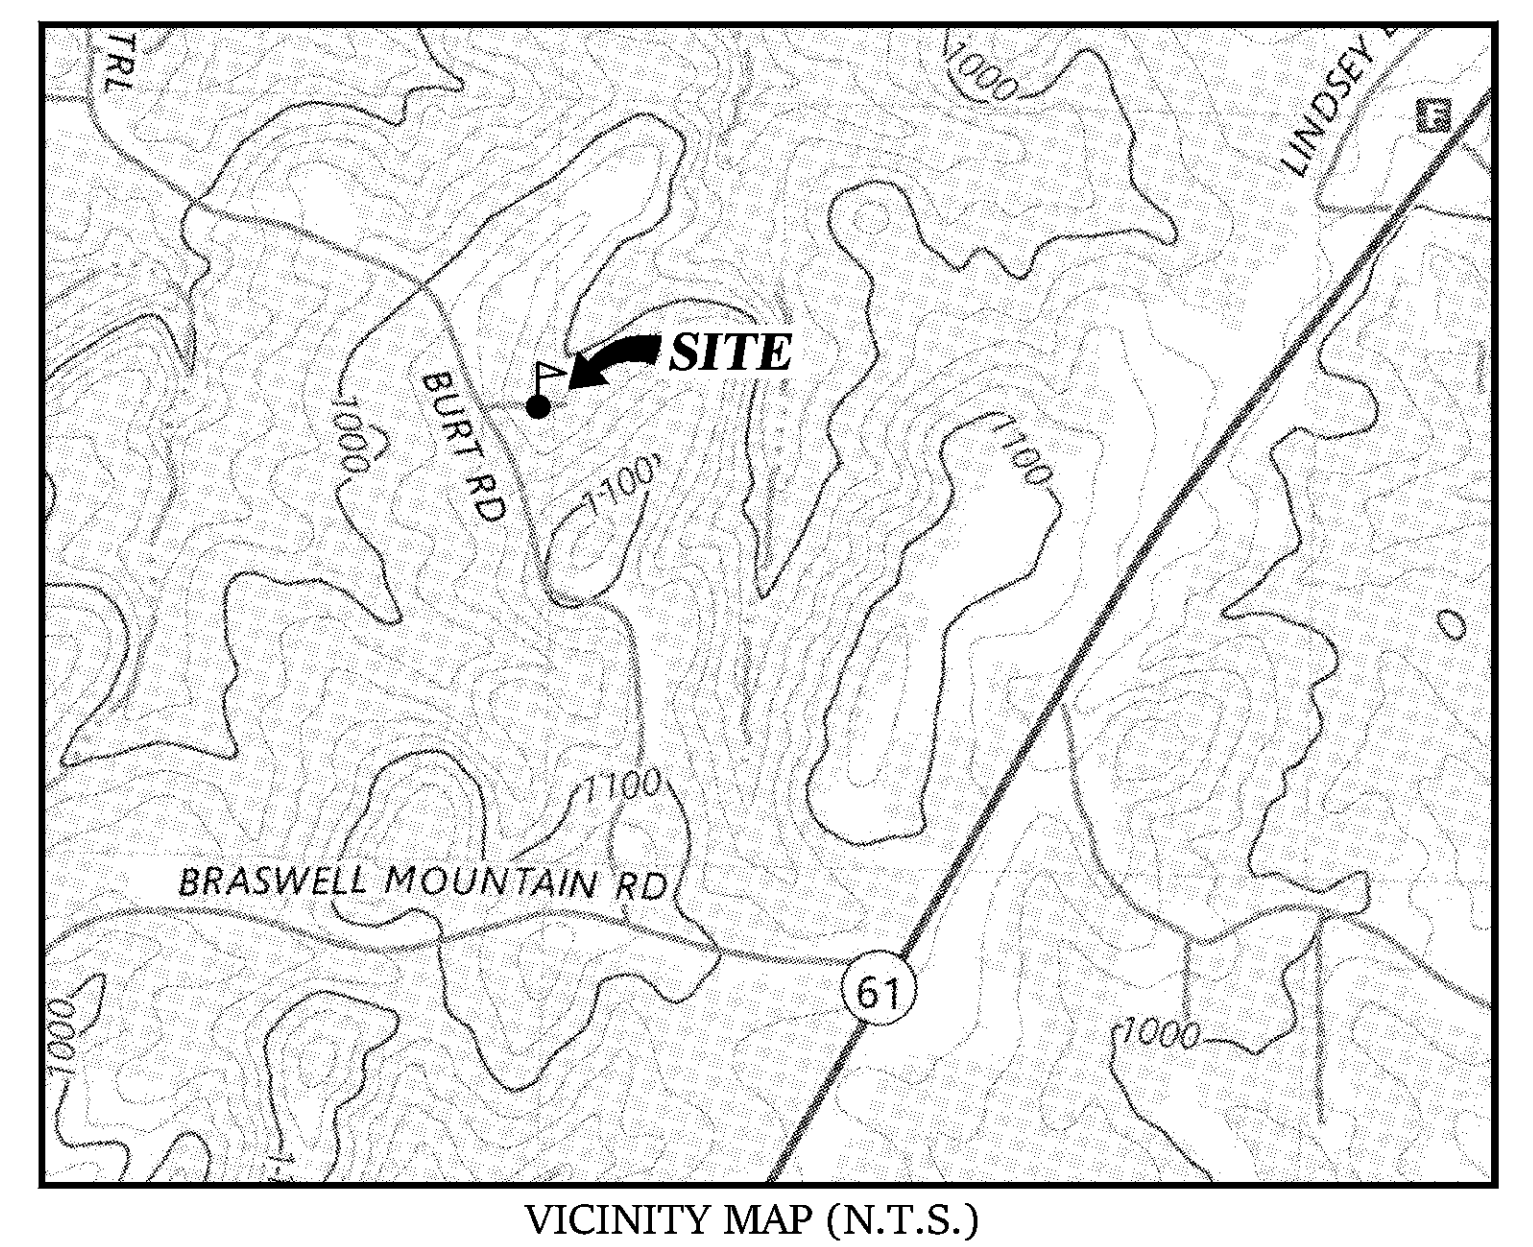 TRL
1000
LINDSEY
F
SITE
BURT RD
1000
1100
1100
1100
BRASWELL MOUNTAIN RD
61
1000
1000
VICINITY MAP (N.T.S.)